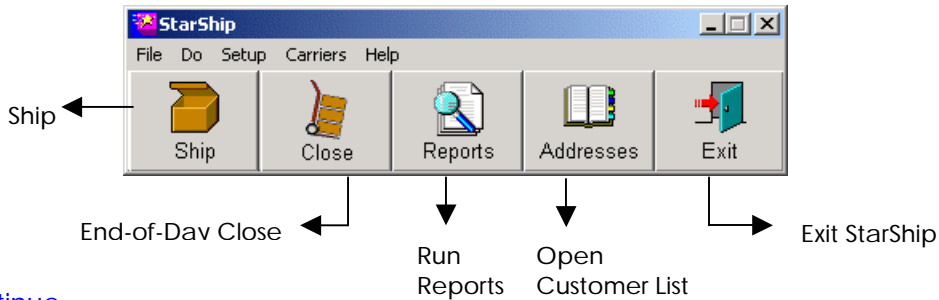 StarShip
File Do Setup Carriers Help
Ship
Ship Close Reports Addresses Exit
End-of-Day Close
Exit StarShip
Run
Reports
Open
Customer List